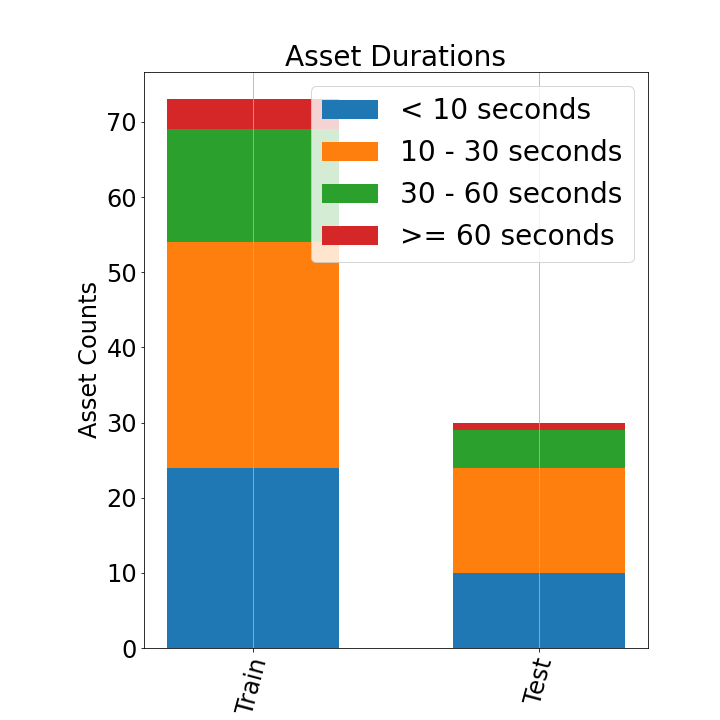 Asset Durations
< 10 seconds
10 - 30 seconds
30 - 60 seconds
>= 60 seconds
Asset Counts
70
60
50
40
30
20
10
0
Train
Test